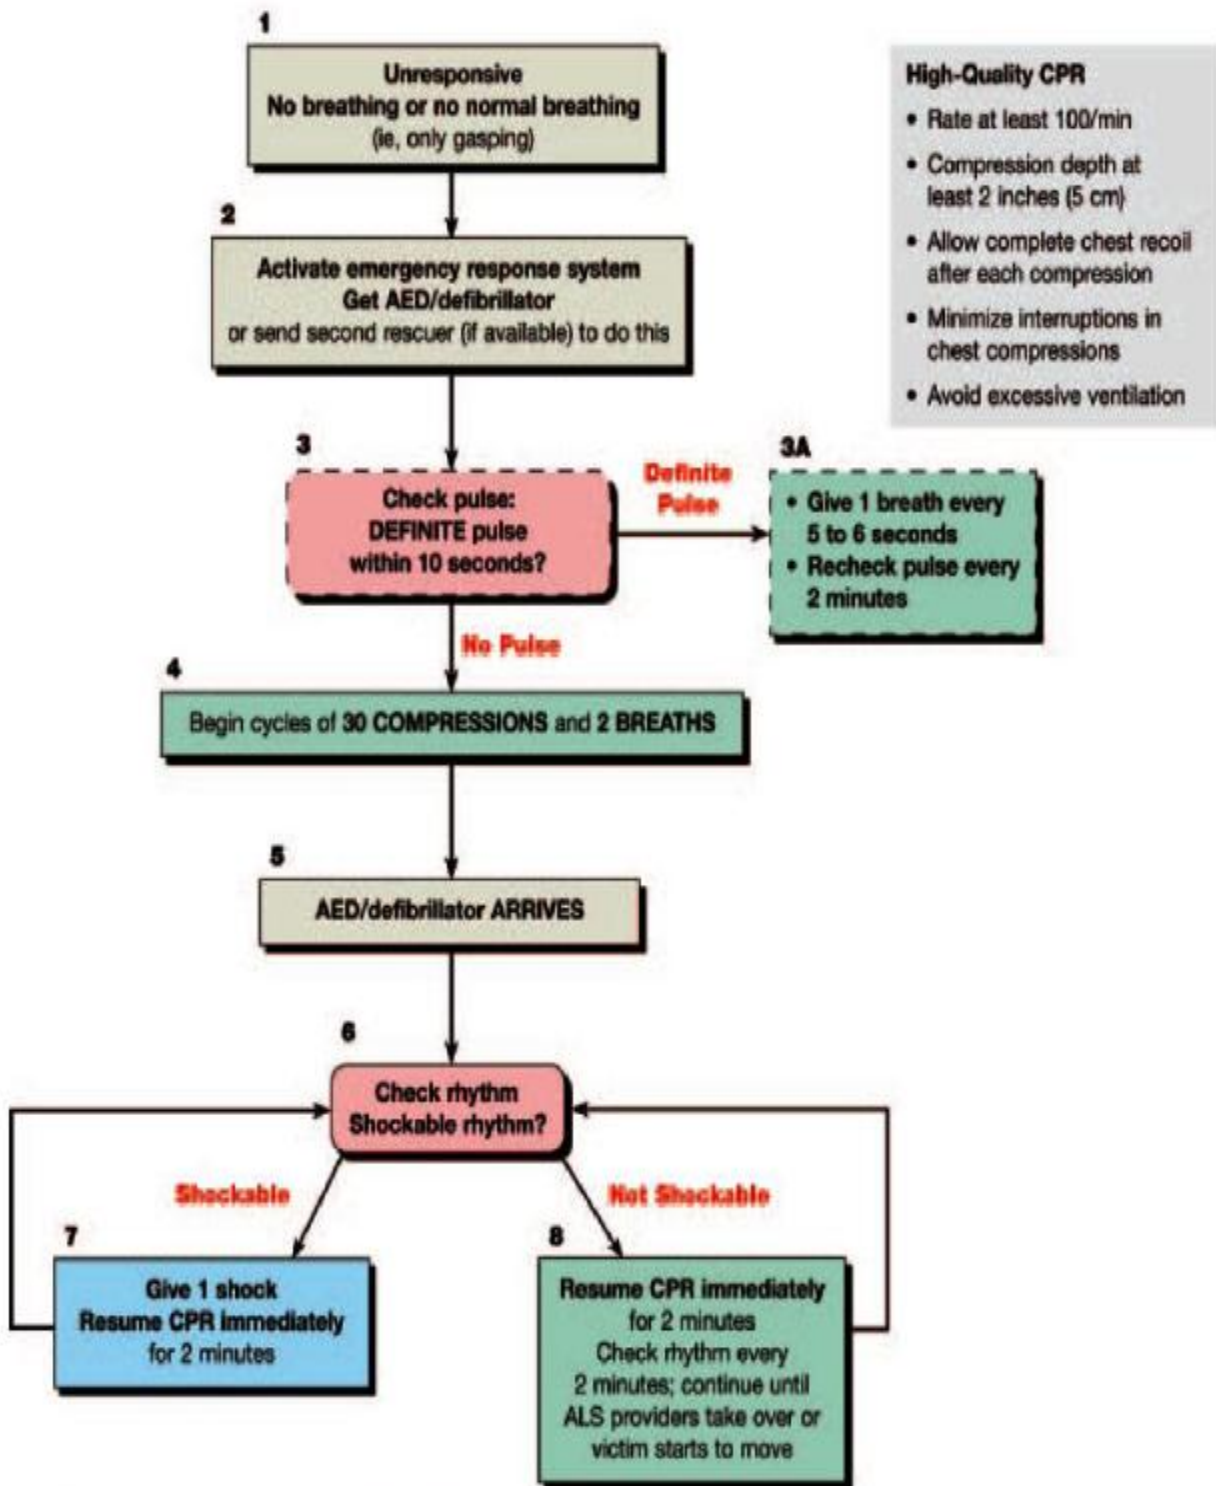 1
Unresponsive
No breathing or no normal breathing
(ie, only gasping)
High-Quality CPR
• Rate at least 100/min
• Compression depth at
least 2 inches (5 cm)
• Allow complete chest recoil
after each compression
• Minimize interruptions in
chest compressions
• Avoid excessive ventilation
2
Activate emergency response system
Get AED/defibrillator
or send second rescuer (if available) to do this
3
Check pulse:
DEFINITE pulse
within 10 seconds?
Definite
Pulse
3A
• Give 1 breath every
5 to 6 seconds
• Recheck pulse every
2 minutes
No Pulse
4
Begin cycles of 30 COMPRESSIONS and 2 BREATHS
5
AED/defibrillator ARRIVES
6
Check rhythm
Shockable rhythm?
Shockable
Not Shockable
7
Give 1 shock
Resume CPR immediately
for 2 minutes
8
Resume CPR immediately
for 2 minutes
Check rhythm every
2 minutes; continue until
ALS providers take over or
victim starts to move